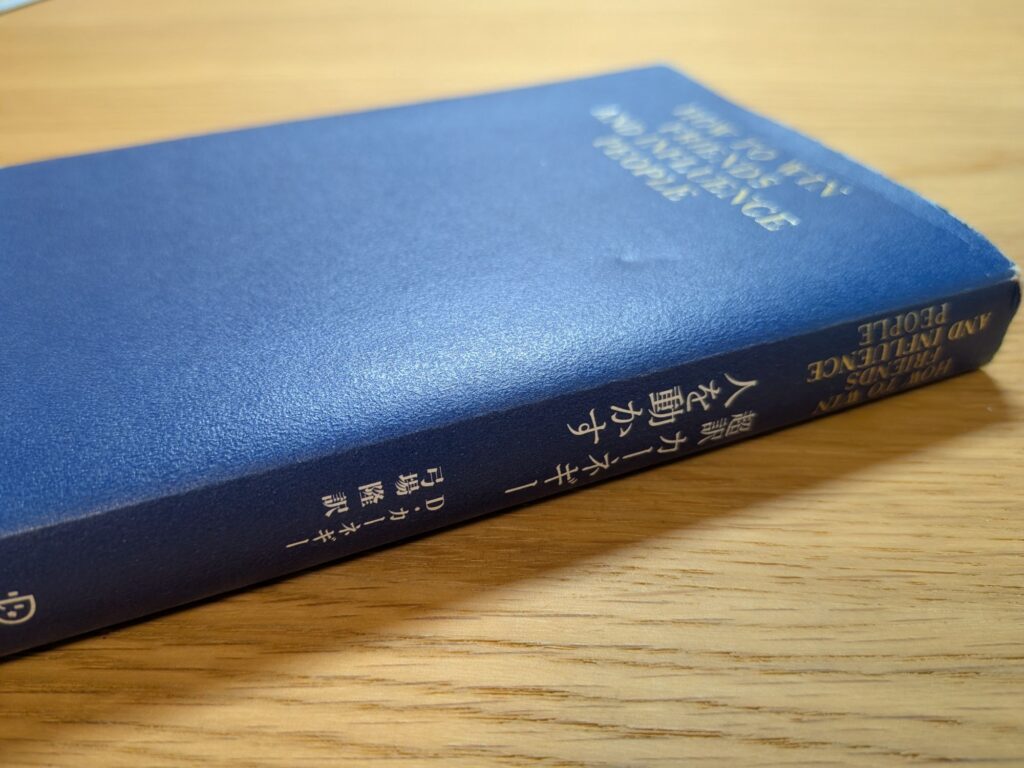 HOW TO WIN
FRIENDS
AND INFLUENCE
PEOPLE
HOW TO WIN
FRIENDS
AND INFLUENCE
PEOPLE
超訳 カーネギー
人を動かす
D・カーネギー
弓場 隆 訳